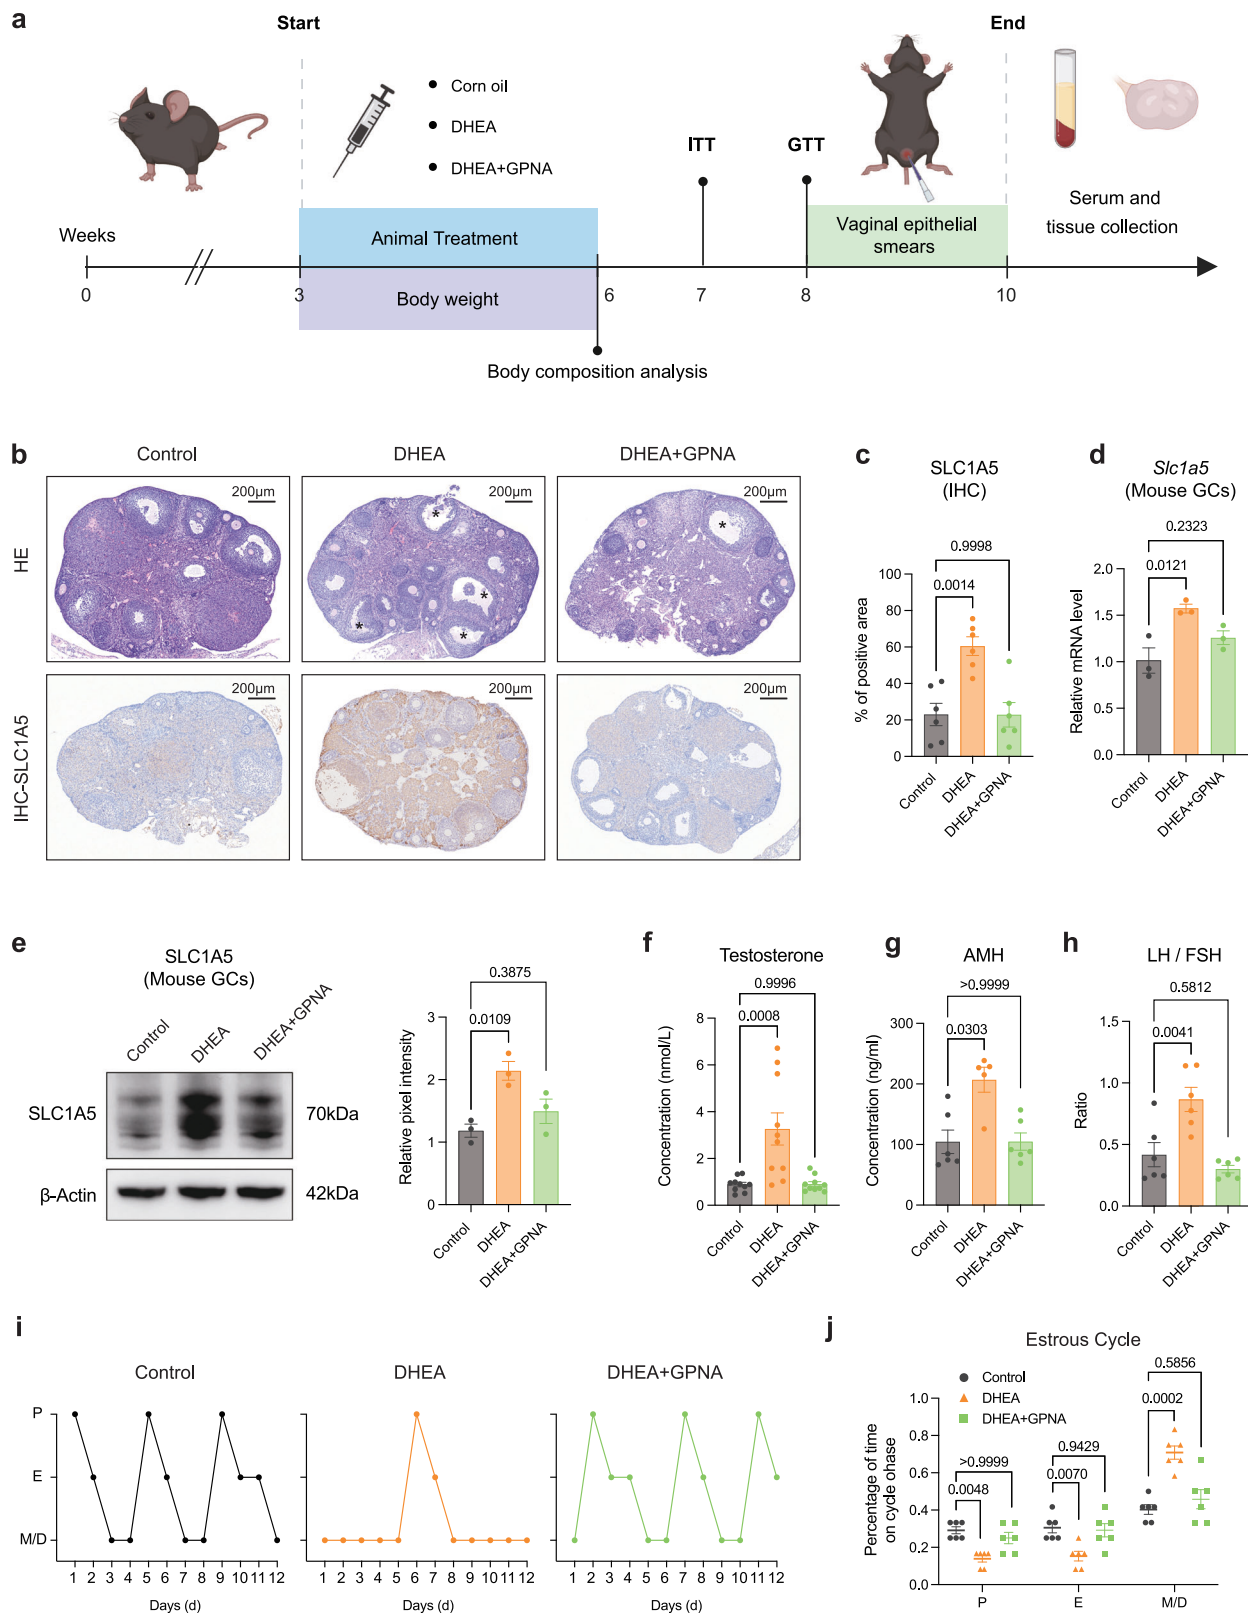 a
Start
End
Corn oil
DHEA
DHEA+GPNA
ITT
GTT
Weeks
Animal Treatment
Vaginal epithelial
smears
Serum and
tissue collection
Body weight
0
3
6
7
8
10
Body composition analysis
b
Control
DHEA
DHEA+GPNA
HE
200μm
200μm
200μm
*
*
*
*
*
IHC-SLC1A5
200μm
200μm
200μm
c
SLC1A5
(IHC)
0.9998
0.0014
% of positive area
100
80
60
40
20
0
Control
DHEA
DHEA+GPNA
d
Slc1a5
(Mouse GCs)
0.2323
0.0121
Relative mRNA level
2.0
1.5
1.0
0.5
0.0
Control
DHEA
DHEA+GPNA
e
SLC1A5
(Mouse GCs)
Control
DHEA
DHEA+GPNA
SLC1A5
70kDa
β-Actin
42kDa
0.3875
0.0109
Relative pixel intensity
3
2
1
0
Control
DHEA
DHEA+GPNA
f
Testosterone
0.9996
0.0008
Concentration (nmol/L)
8
6
4
2
0
Control
DHEA
DHEA+GPNA
g
AMH
>0.9999
0.0303
Concentration (ng/ml)
300
200
100
0
Control
DHEA
DHEA+GPNA
h
LH / FSH
0.5812
0.0041
Ratio
1.5
1.0
0.5
0.0
Control
DHEA
DHEA+GPNA
i
Control
DHEA
DHEA+GPNA
P
E
M/D
1 2 3 4 5 6 7 8 9 10 11 12
1 2 3 4 5 6 7 8 9 10 11 12
1 2 3 4 5 6 7 8 9 10 11 12
Days (d)
Days (d)
Days (d)
j
Estrous Cycle
Control
DHEA
DHEA+GPNA
0.5856
0.0002
0.9429
0.0070
>0.9999
0.0048
Percentage of time
on cycle ohase
1.0
0.8
0.6
0.4
0.2
0.0
P
E
M/D